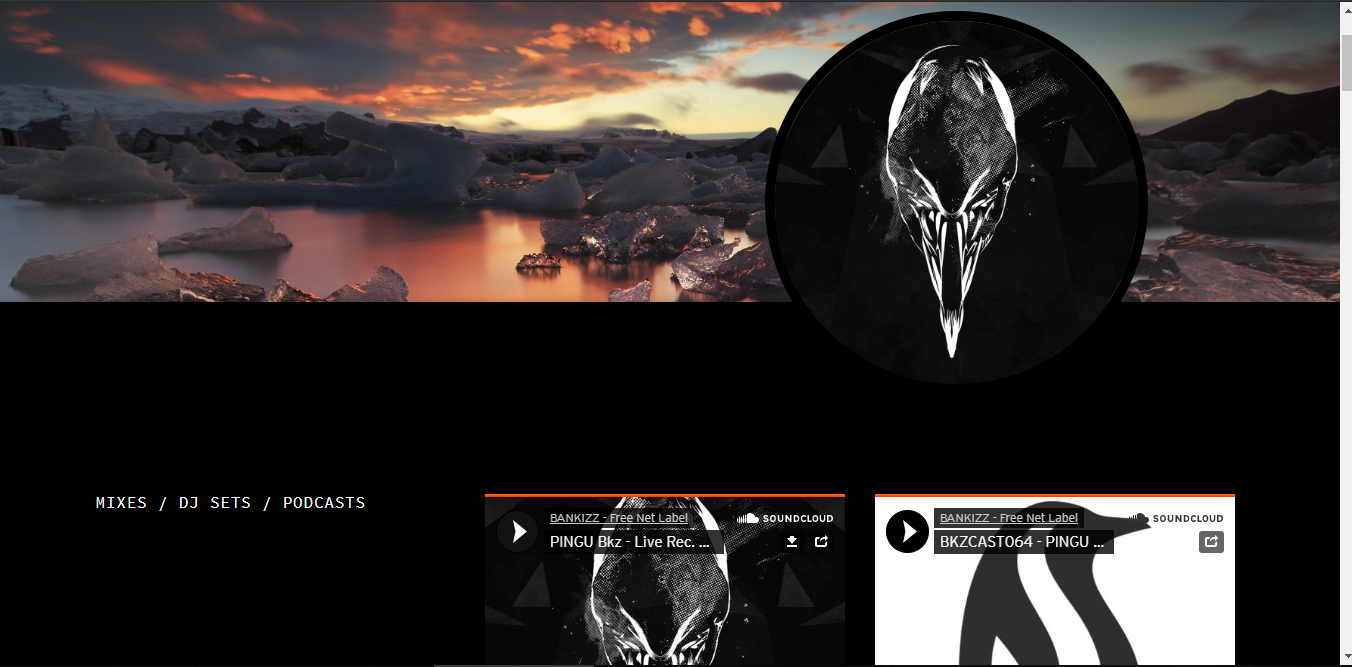 MIXES / DJ SETS / PODCASTS
BANKIZZ - Free Net Label
SOUNDCLOUD
PINGU Bkz - Live Rec. ...
BANKIZZ - Free Net Label
SOUNDCLOUD
BKZCAST064 - PINGU ...